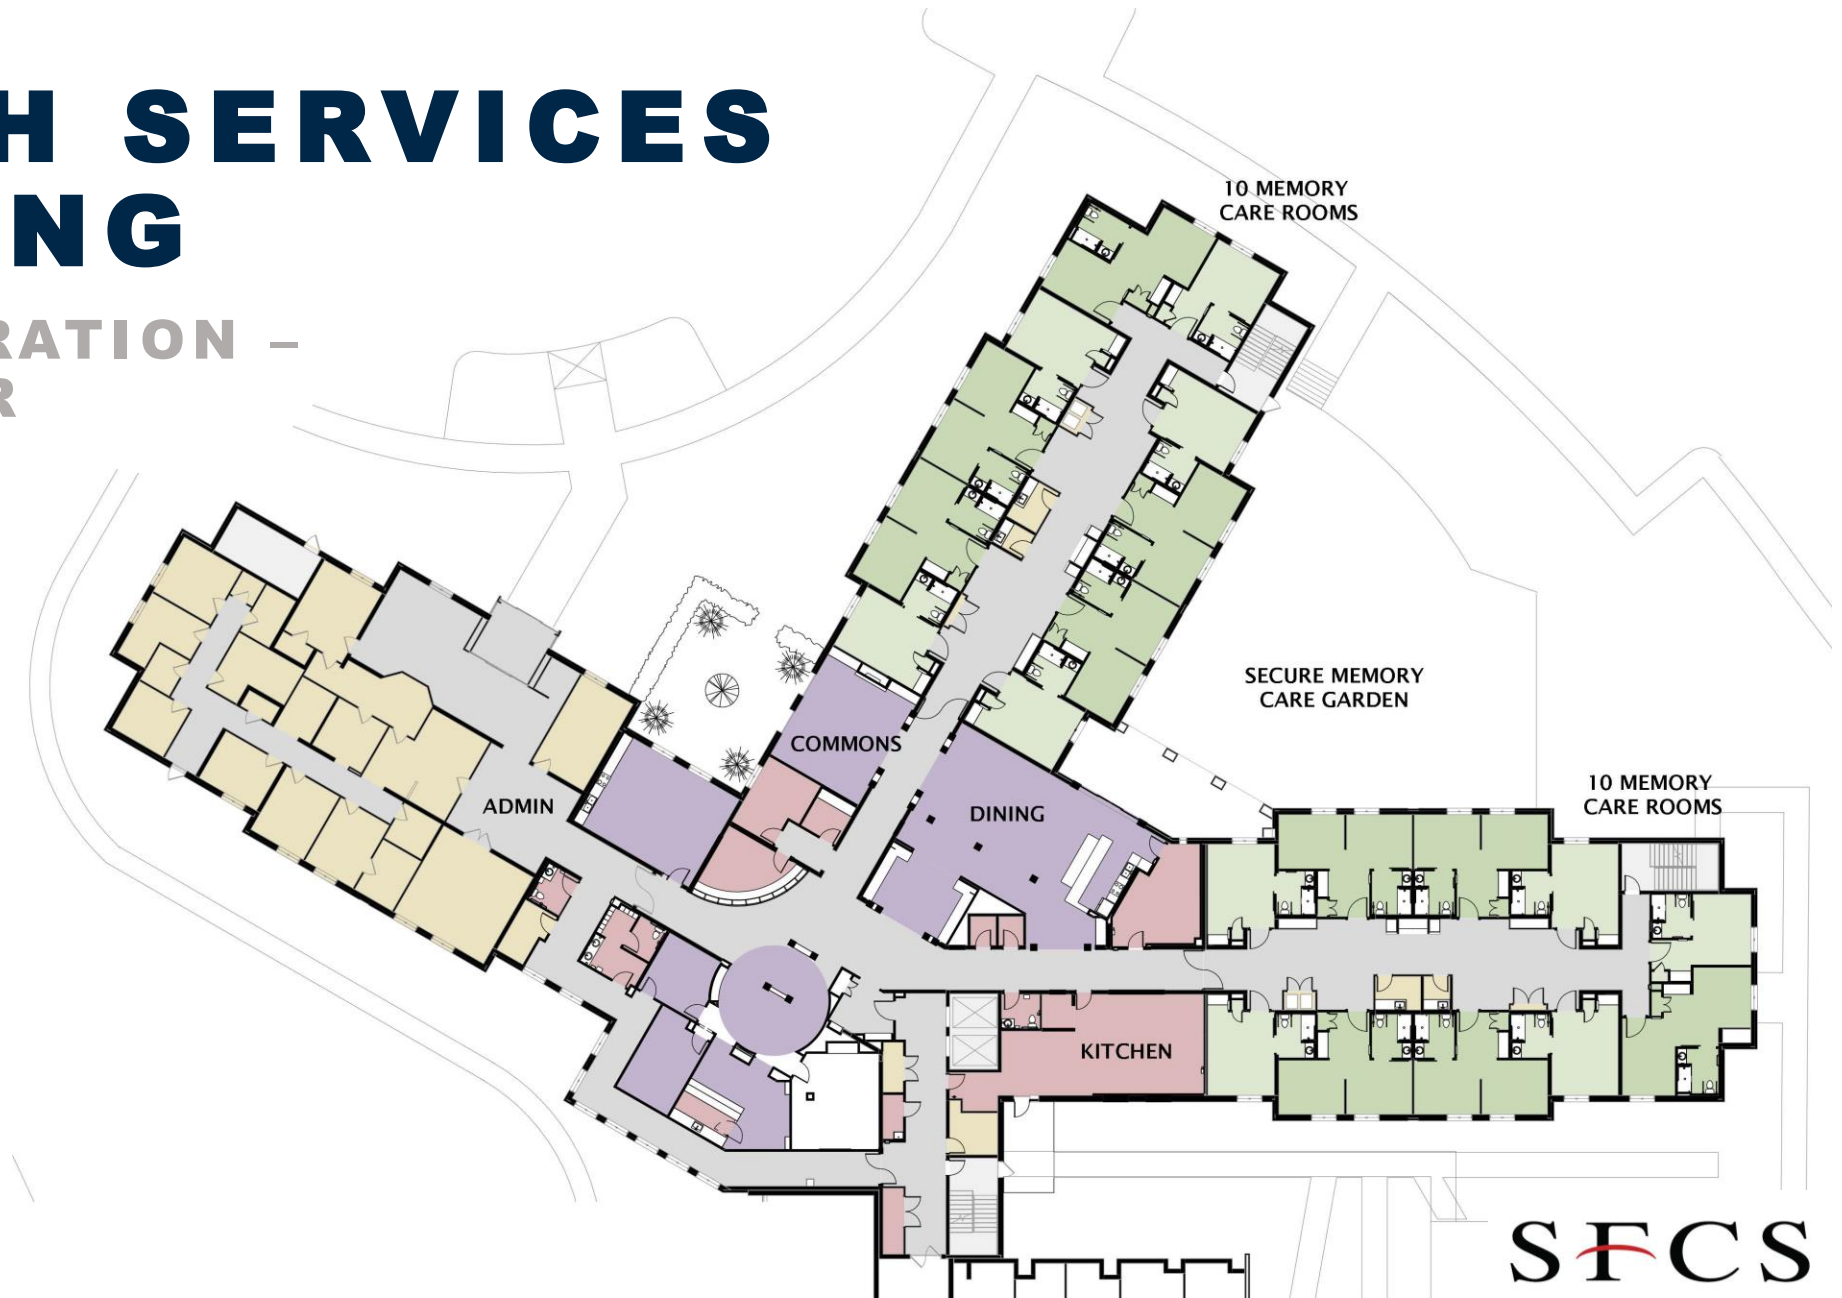 H SERVICES
NG
RATION –
R
10 MEMORY
CARE ROOMS
SECURE MEMORY
CARE GARDEN
COMMONS
10 MEMORY
CARE ROOMS
ADMIN
DINING
KITCHEN
SFCS